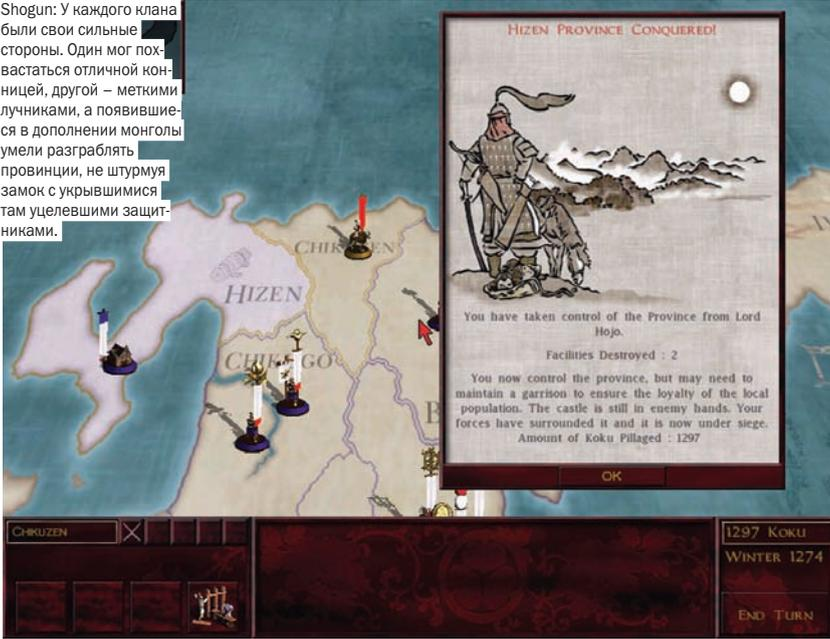 Shogun: У каждого клана
были свои сильные
стороны. Один мог пох-
вастаться отличной кон-
ницей, другой – меткими
лучниками, а появившие-
ся в дополнении монголы
умели разграблять
провинции, не штурмуя
замок с укрывшимися
там уцелевшими защит-
никами.
Hizen Province Conquered!
You have taken control of the Province from Lord
Hojo.
Facilities Destroyed : 2
You now control the province, but may need to
maintain a garrison to ensure the loyalty of the local
population. The castle is still in enemy hands. Your
forces have surrounded it and it is now under siege.
Amount of Koku Pillaged : 1297
OK
HIZEN
Chikuzen
1297 Koku
Winter 1274
End Turn